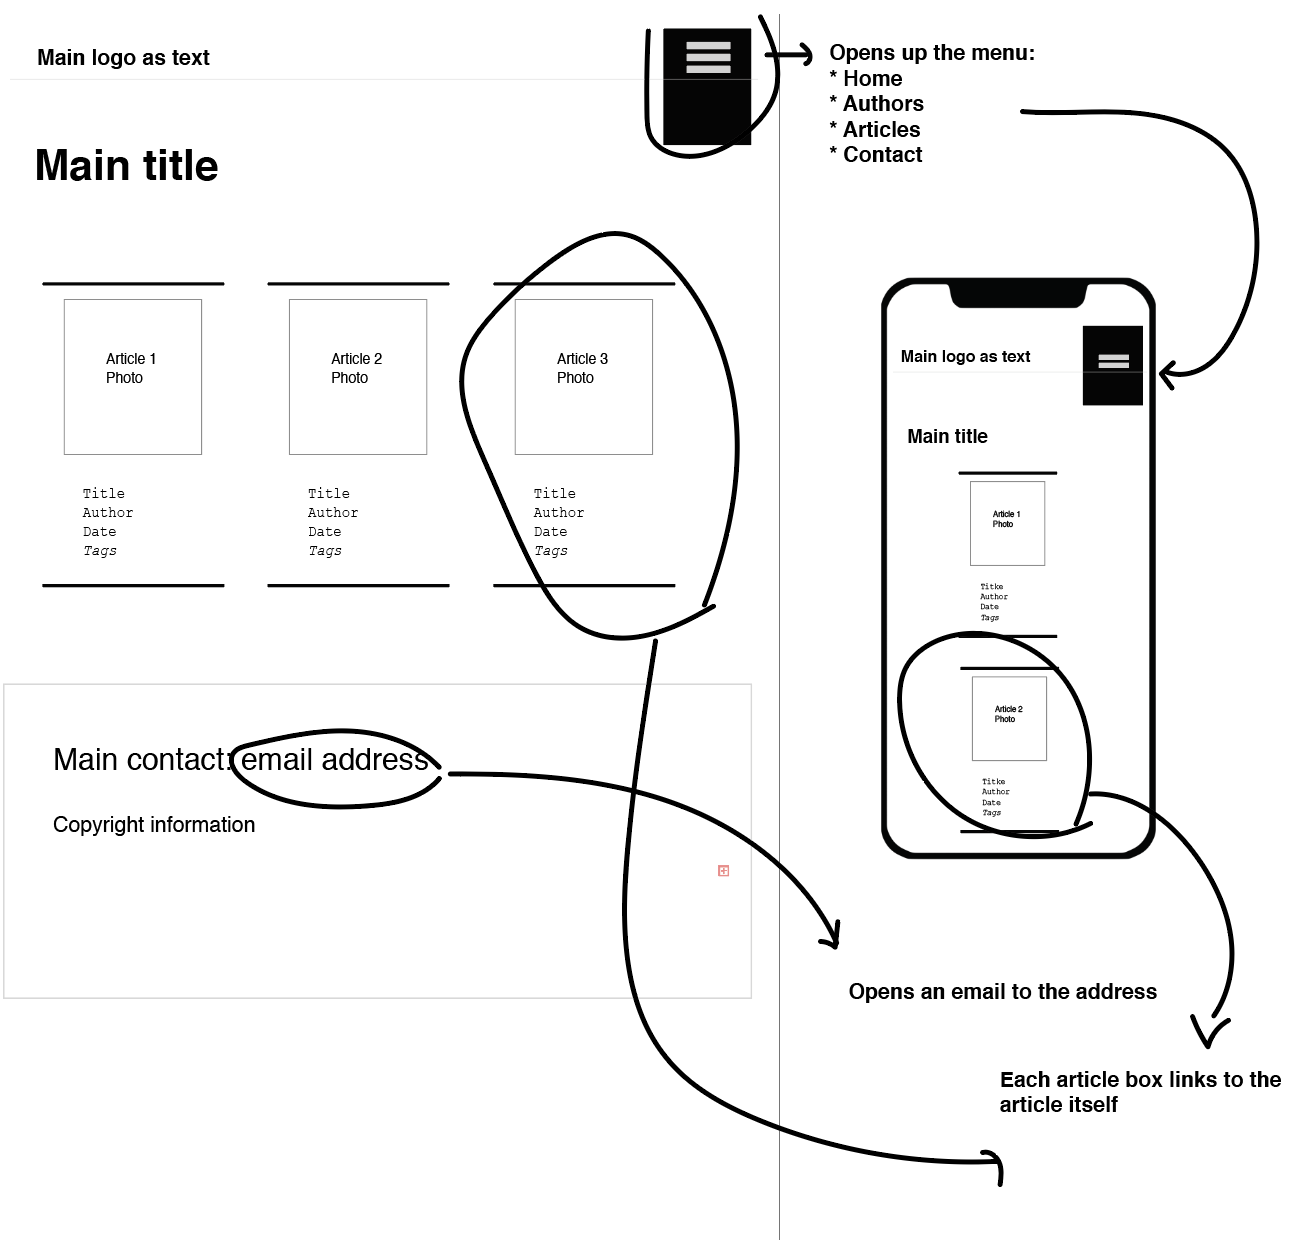 Main logo as text
Main title
Article 1
Photo
Title
Author
Date
Tags
Article 2
Photo
Title
Author
Date
Tags
Article 3
Photo
Title
Author
Date
Tags
Main contact: email address
Copyright information
Opens up the menu:
* Home
* Authors
* Articles
* Contact
Main logo as text
Main title
Article 1
Photo
Titke
Author
Date
Tags
Article 2
Photo
Titke
Author
Date
Tags
Opens an email to the address
Each article box links to the
article itself